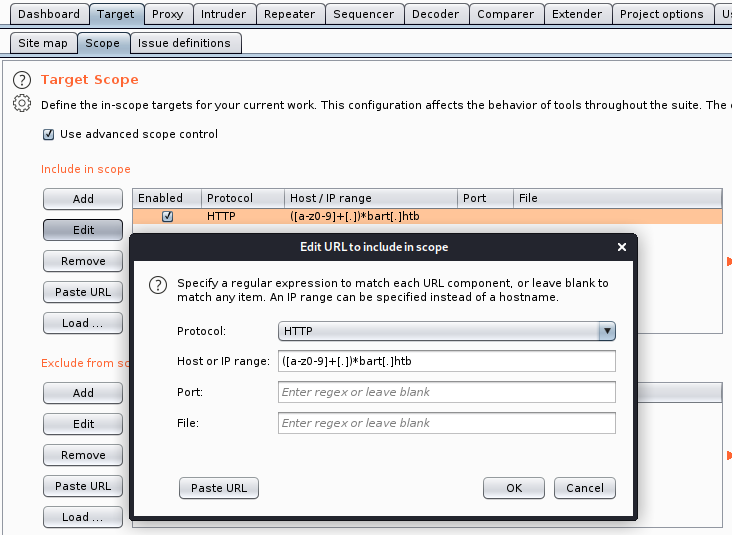 Dashboard Target Proxy Intruder Repeater Sequencer Decoder Comparer Extender Project options Us
Site map Scope Issue definitions
? Target Scope
Define the in-scope targets for your current work. This configuration affects the behavior of tools throughout the suite. The
Use advanced scope control
Include in scope
Add
Edit
Remove
Paste URL
Load ...
Enabled Protocol Host / IP range Port File
HTTP ([a-z0-9]+[.])*bart[.]htb
Exclude from sc
Add
Edit
Remove
Paste URL
Load ...
Edit URL to include in scope ×
? Specify a regular expression to match each URL component, or leave blank to
match any item. An IP range can be specified instead of a hostname.
Protocol: HTTP
Host or IP range: ([a-z0-9]+[.])*bart[.]htb
Port: Enter regex or leave blank
File: Enter regex or leave blank
Paste URL OK Cancel